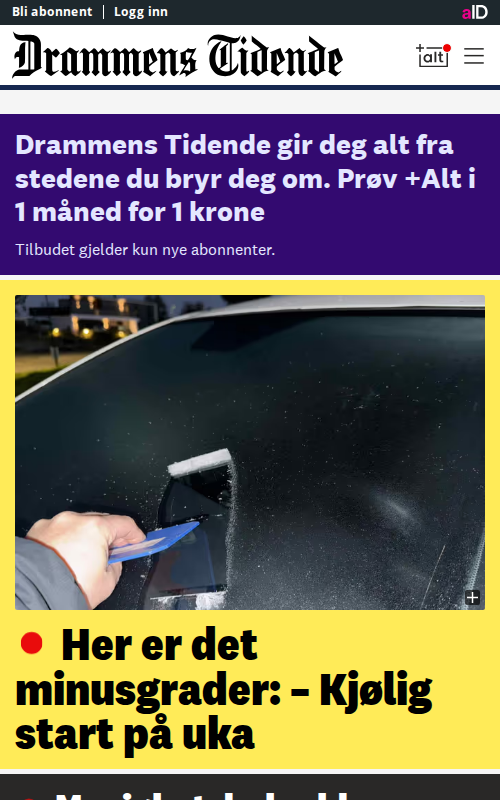 Bli abonnent
Logg inn
aID
Drammens Tidende
+alt
Drammens Tidende gir deg alt fra
stedene du bryr deg om. Prøv +Alt i
1 måned for 1 krone
Tilbudet gjelder kun nye abonnenter.
Her er det
minusgrader: – Kjølig
start på uka